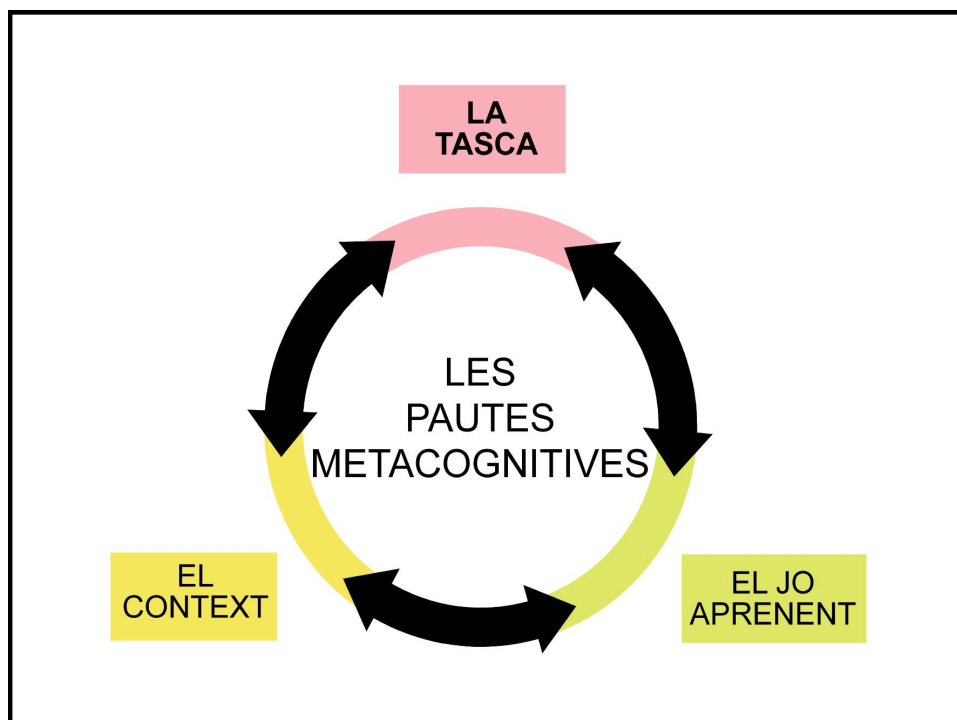 LA
TASCA
LES
PAUTES
METACOGNITIVES
EL
CONTEXT
EL JO
APRENENT